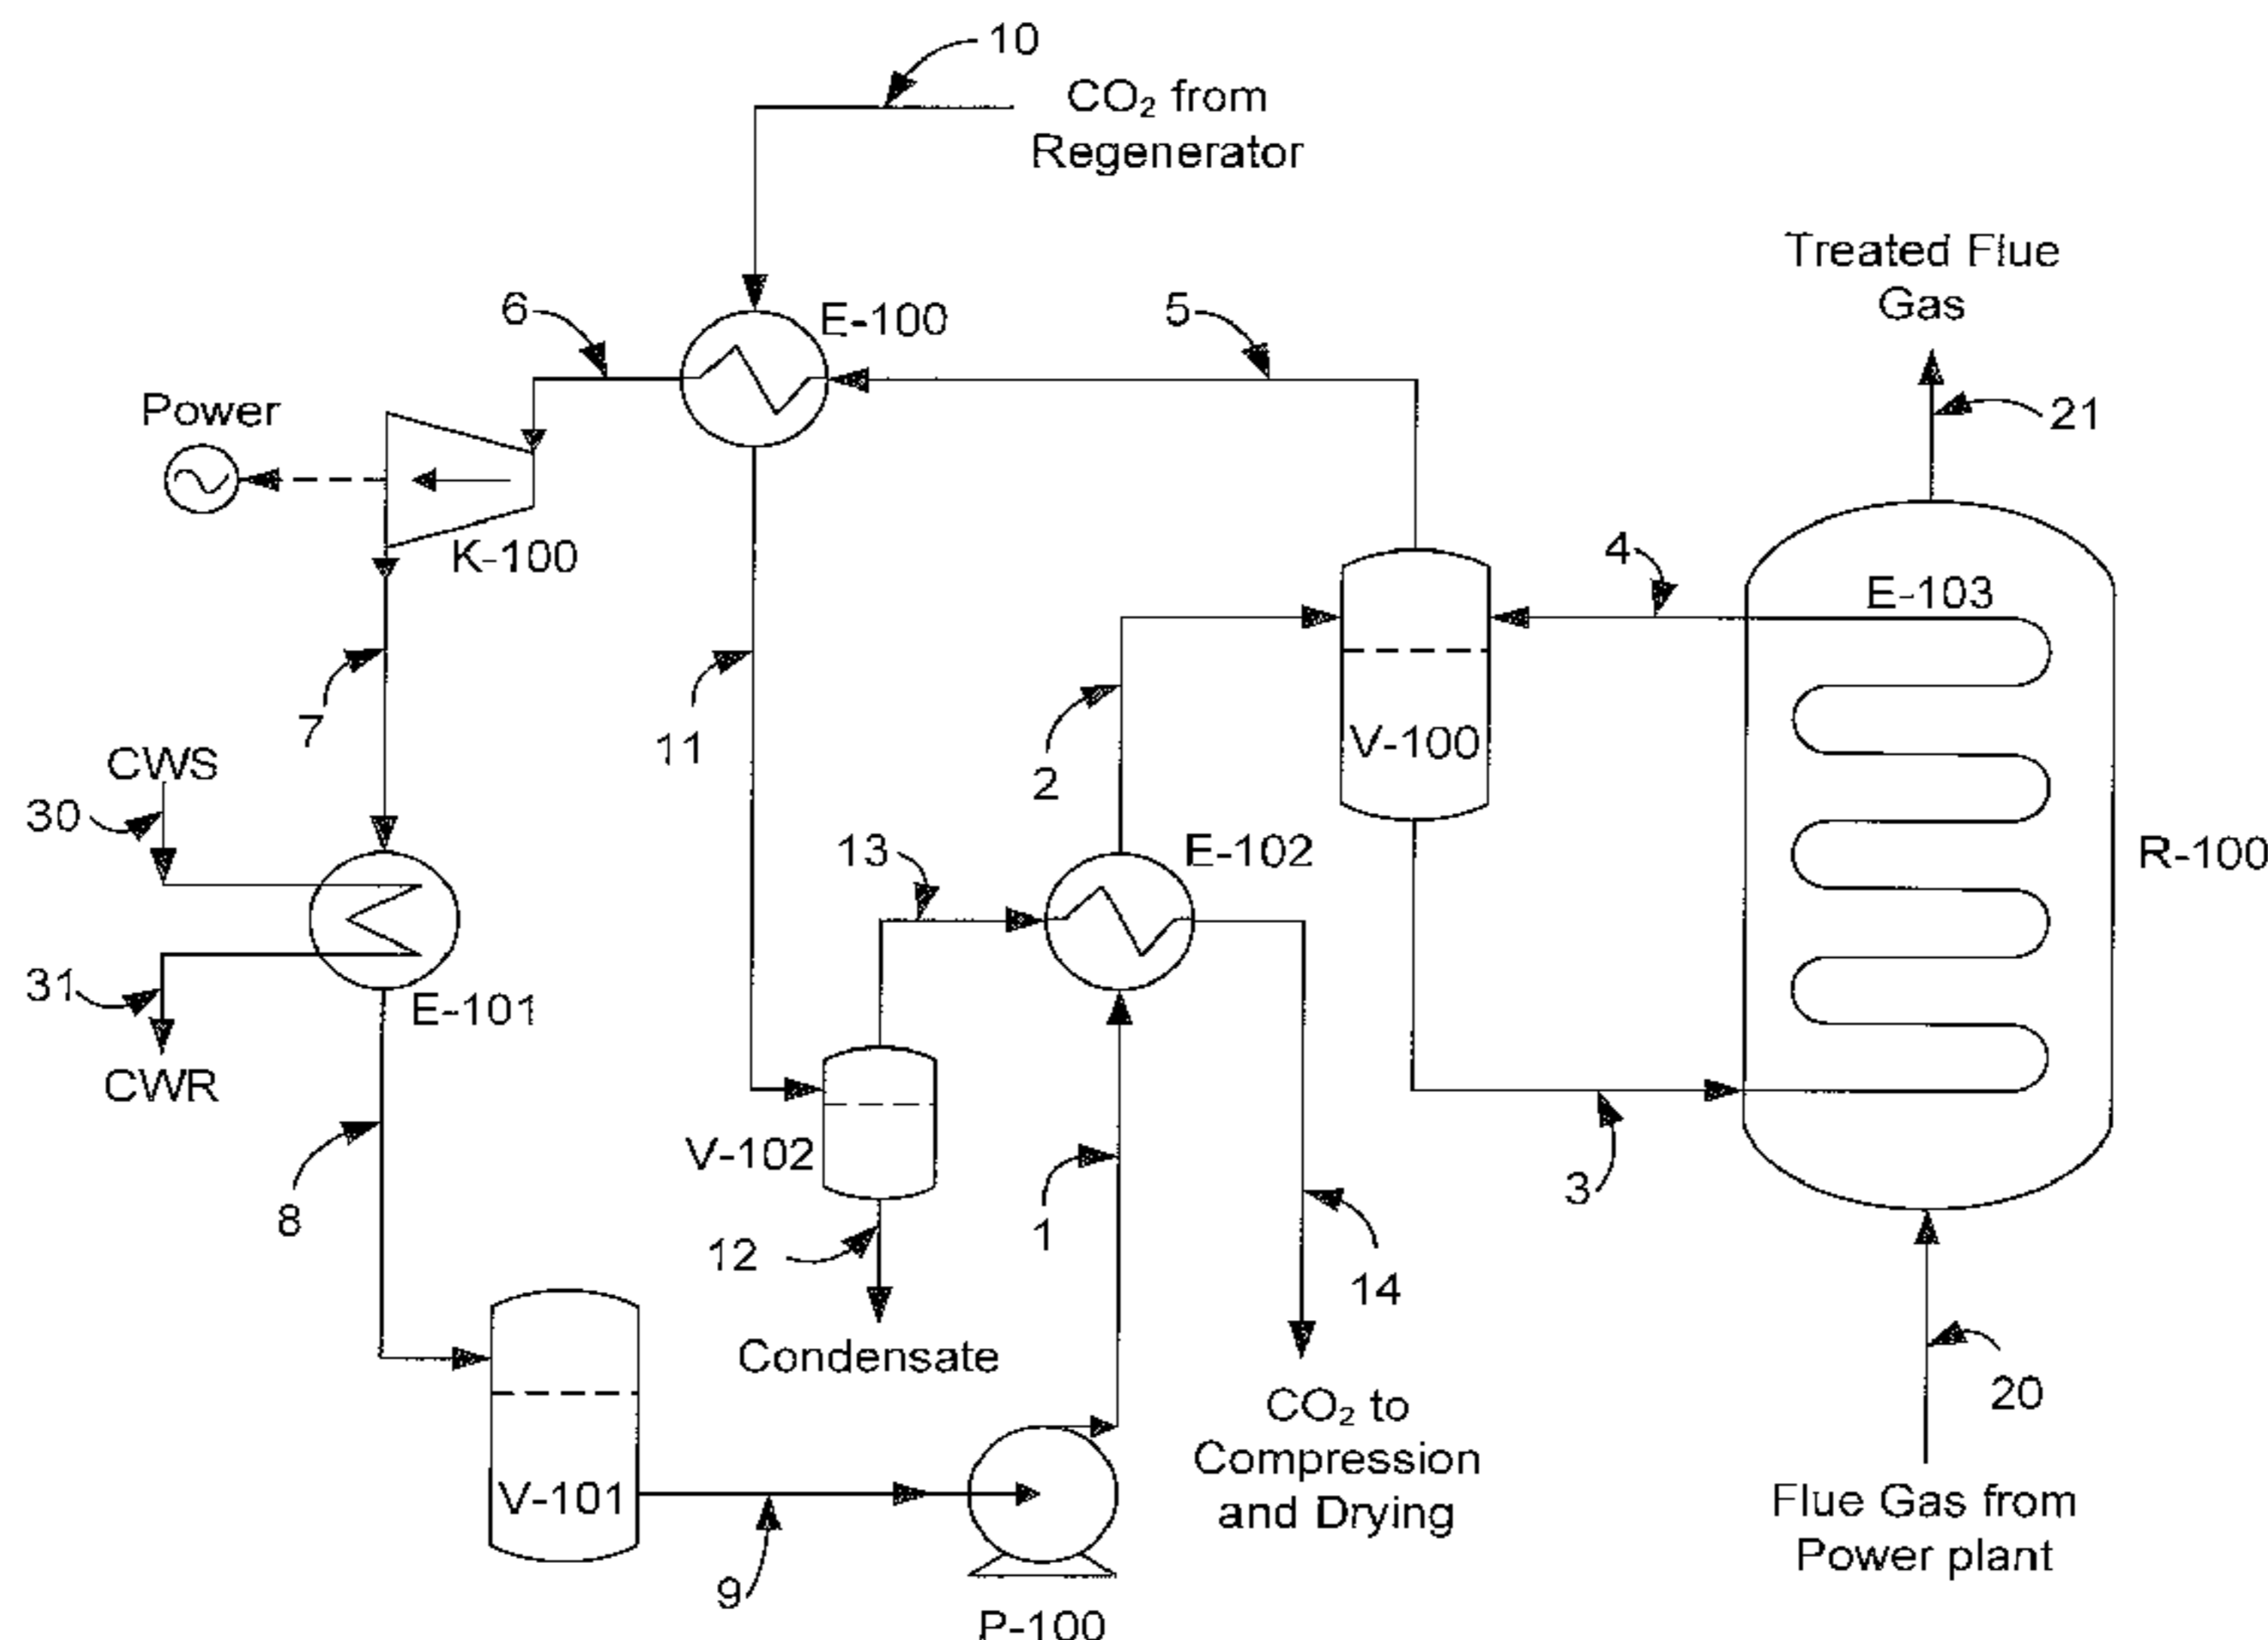 10
CO₂ from
Regenerator
Treated Flue
Gas
6
E-100
5
Power
21
K-100
4
E-103
7
11
2
V-100
CWS
30
13
E-102
R-100
31
E-101
CWR
V-102
3
8
12
1
14
Condensate
20
CO₂ to
Compression
and Drying
V-101
Flue Gas from
Power plant
9
P-100